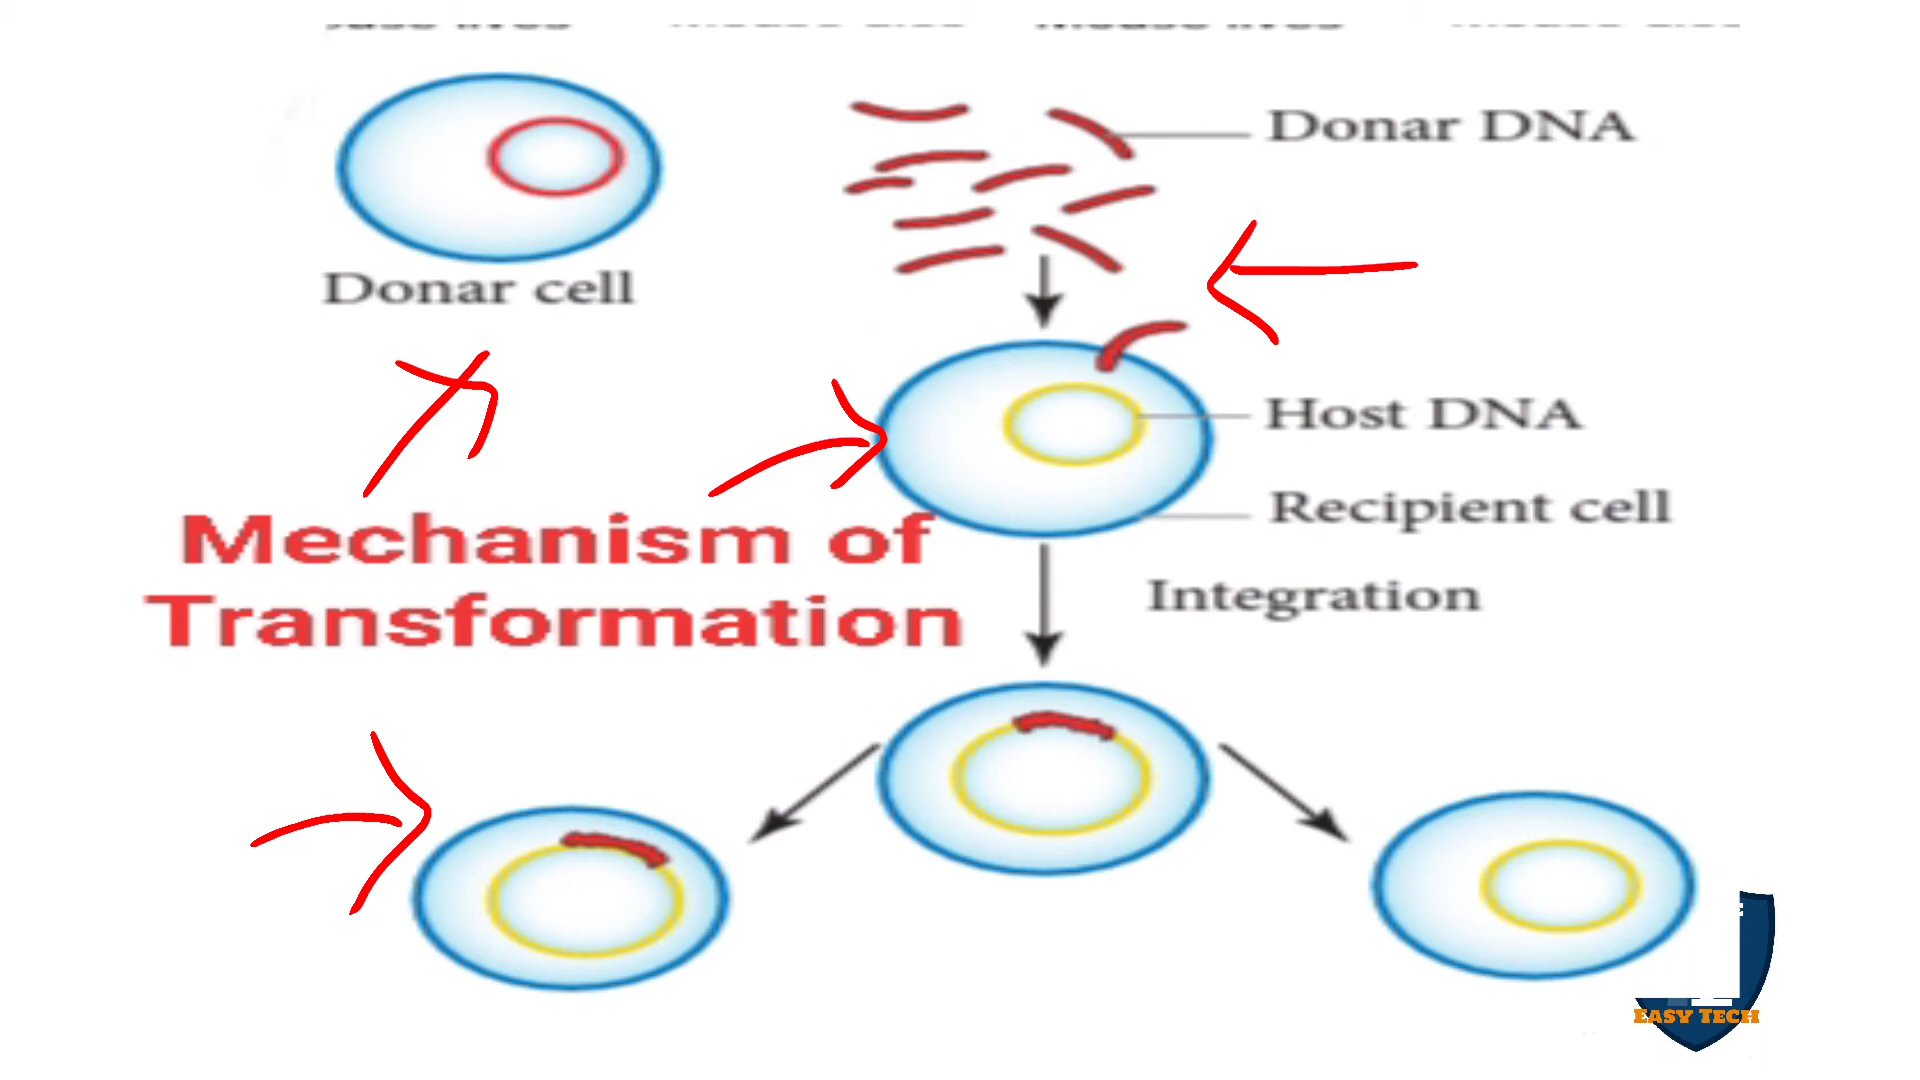 Donar DNA
Donar cell
Host DNA
Recipient cell
Mechanism of
Transformation
Integration
EASY TECH